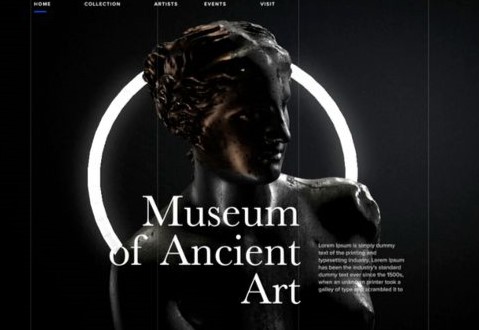 HOME COLLECTION ARTISTS EVENTS VISIT
Museum
of Ancient
Art
Lorem Ipsum is simply dummy
text of the printing and
typesetting industry. Lorem Ipsum
has been the industry's standard
dummy text ever since the 1500s,
when an unknown printer took a
galley of type and scrambled it to